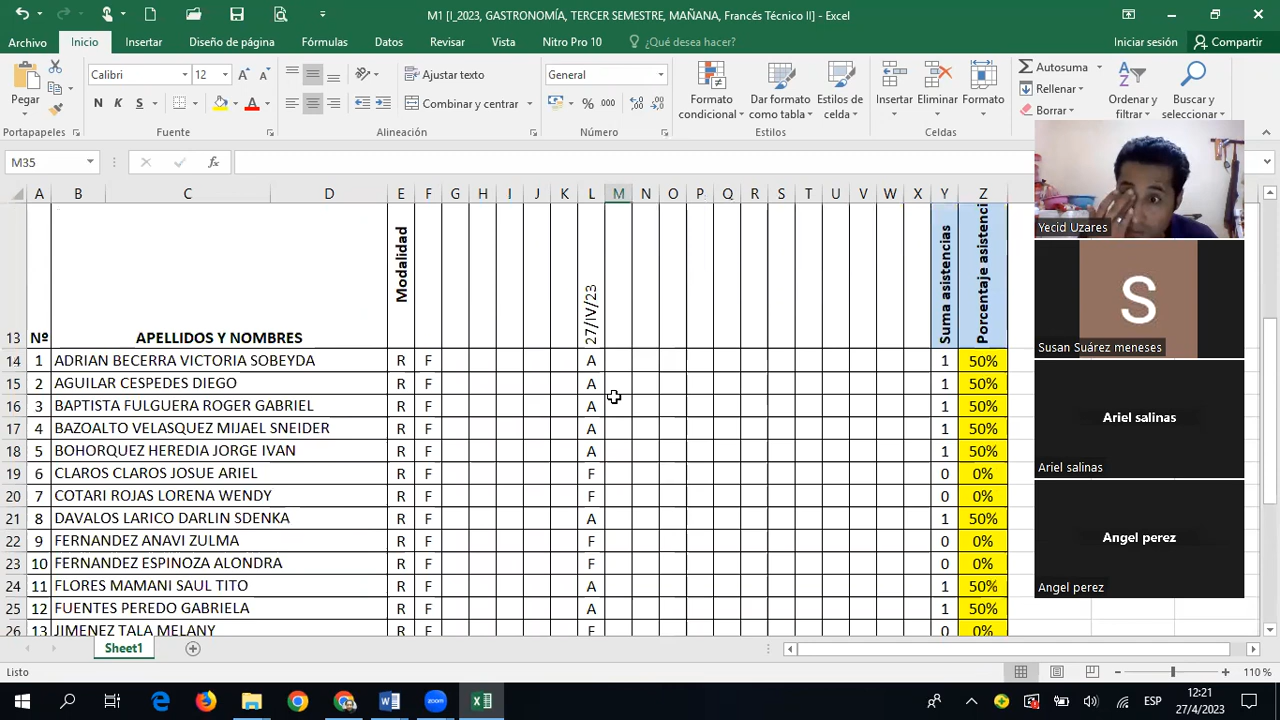 M1 [I_2023, GASTRONOMÍA, TERCER SEMESTRE, MAÑANA, Francés Técnico II] - Excel
Archivo Inicio Insertar Diseño de página Fórmulas Datos Revisar Vista Nitro Pro 10 ¿Qué desea hacer? Iniciar sesión Compartir
Calibri 12 Ajustar texto General Autosuma
Pegar Combinar y centrar Formato condicional Dar formato como tabla Estilos de celda Insertar Eliminar Formato Rellenar Borrar Ordenar y filtrar Buscar y seleccionar
N K S % 000
Portapapeles Fuente Alineación Número Estilos Celdas
M35 fx
A B C D E F G H I J K L M N O P Q R S T U V W X Y Z
13 Nº APELLIDOS Y NOMBRES Modalidad 27/IV/23 Suma asistencias Porcentaje asistenci
14 1 ADRIAN BECERRA VICTORIA SOBEYDA R F A 1 50%
15 2 AGUILAR CESPEDES DIEGO R F A 1 50%
16 3 BAPTISTA FULGUERA ROGER GABRIEL R F A 1 50%
17 4 BAZOALTO VELASQUEZ MIJAEL SNEIDER R F A 1 50%
18 5 BOHORQUEZ HEREDIA JORGE IVAN R F A 1 50%
19 6 CLAROS CLAROS JOSUE ARIEL R F F 0 0%
20 7 COTARI ROJAS LORENA WENDY R F F 0 0%
21 8 DAVALOS LARICO DARLIN SDENKA R F A 1 50%
22 9 FERNANDEZ ANAVI ZULMA R F F 0 0%
23 10 FERNANDEZ ESPINOZA ALONDRA R F F 0 0%
24 11 FLORES MAMANI SAUL TITO R F A 1 50%
25 12 FUENTES PEREDO GABRIELA R F A 1 50%
26 13 JIMENEZ TALA MELANY R F F 0 0%
Yecid Uzares
S
Susan Suárez meneses
Ariel salinas
Ariel salinas
Angel perez
Angel perez
Sheet1
Listo 110 %
zoom ESP 12:21
27/4/2023